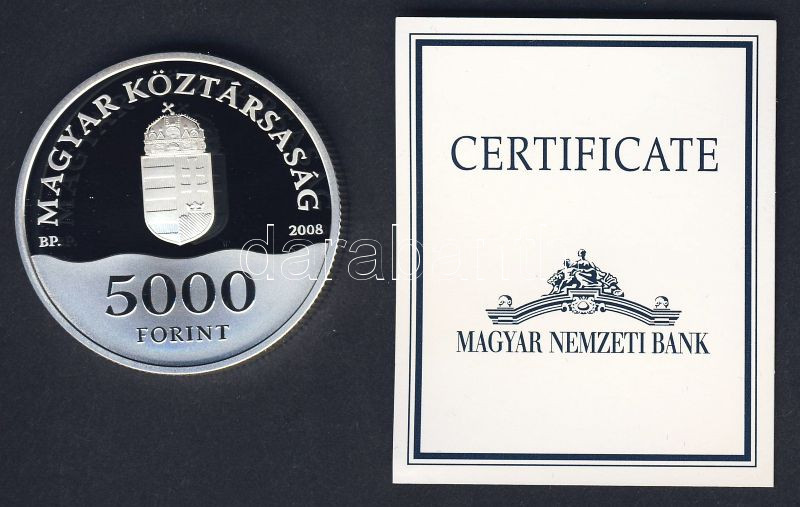 MAGYAR KÖZTÁRSASÁG
BP.
2008
5000
FORINT
CERTIFICATE
MAGYAR NEMZETI BANK